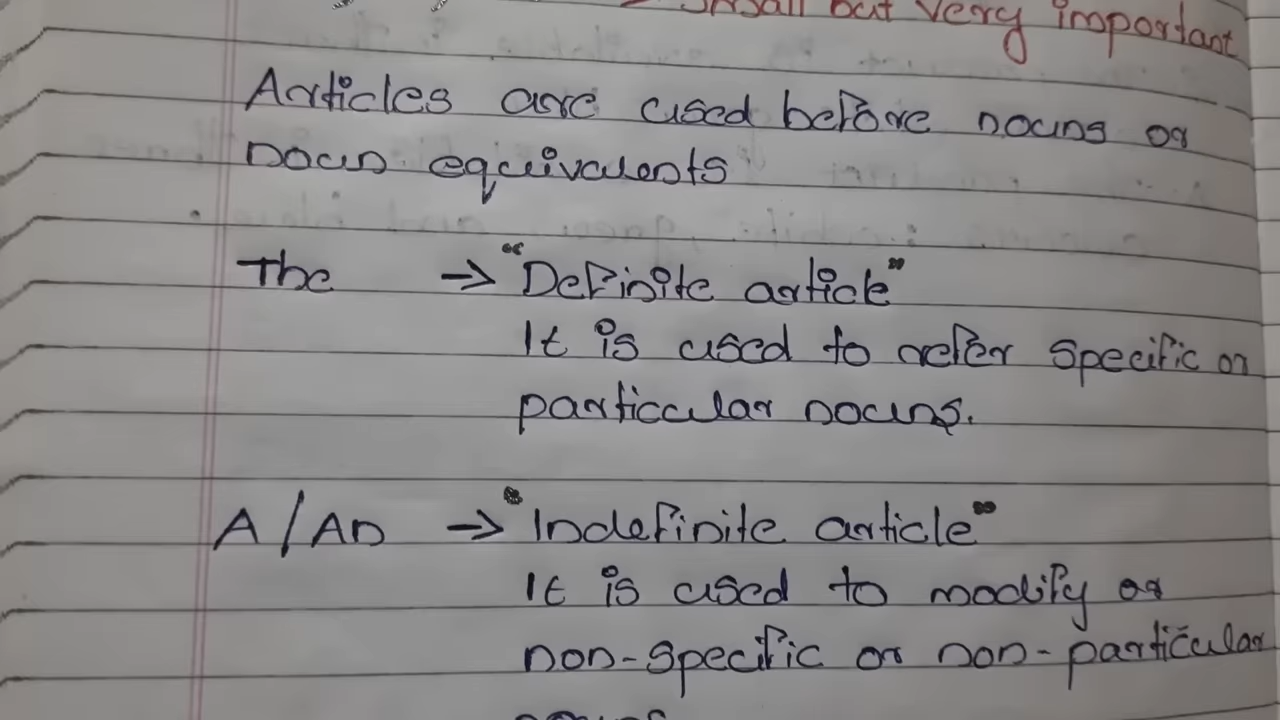 Small but very important
Articles are used before nouns or
noun equivalents
The → "Definite article"
It is used to refer specific or
particular nouns.
A/An → "Indefinite article"
It is used to modify or
non-specific or non-particular
nouns